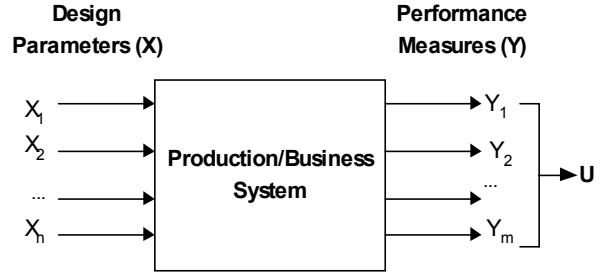 Design
Parameters (X)
Performance
Measures (Y)
X1
X2
...
Xn
Production/Business
System
Y1
Y2
...
Ym
U